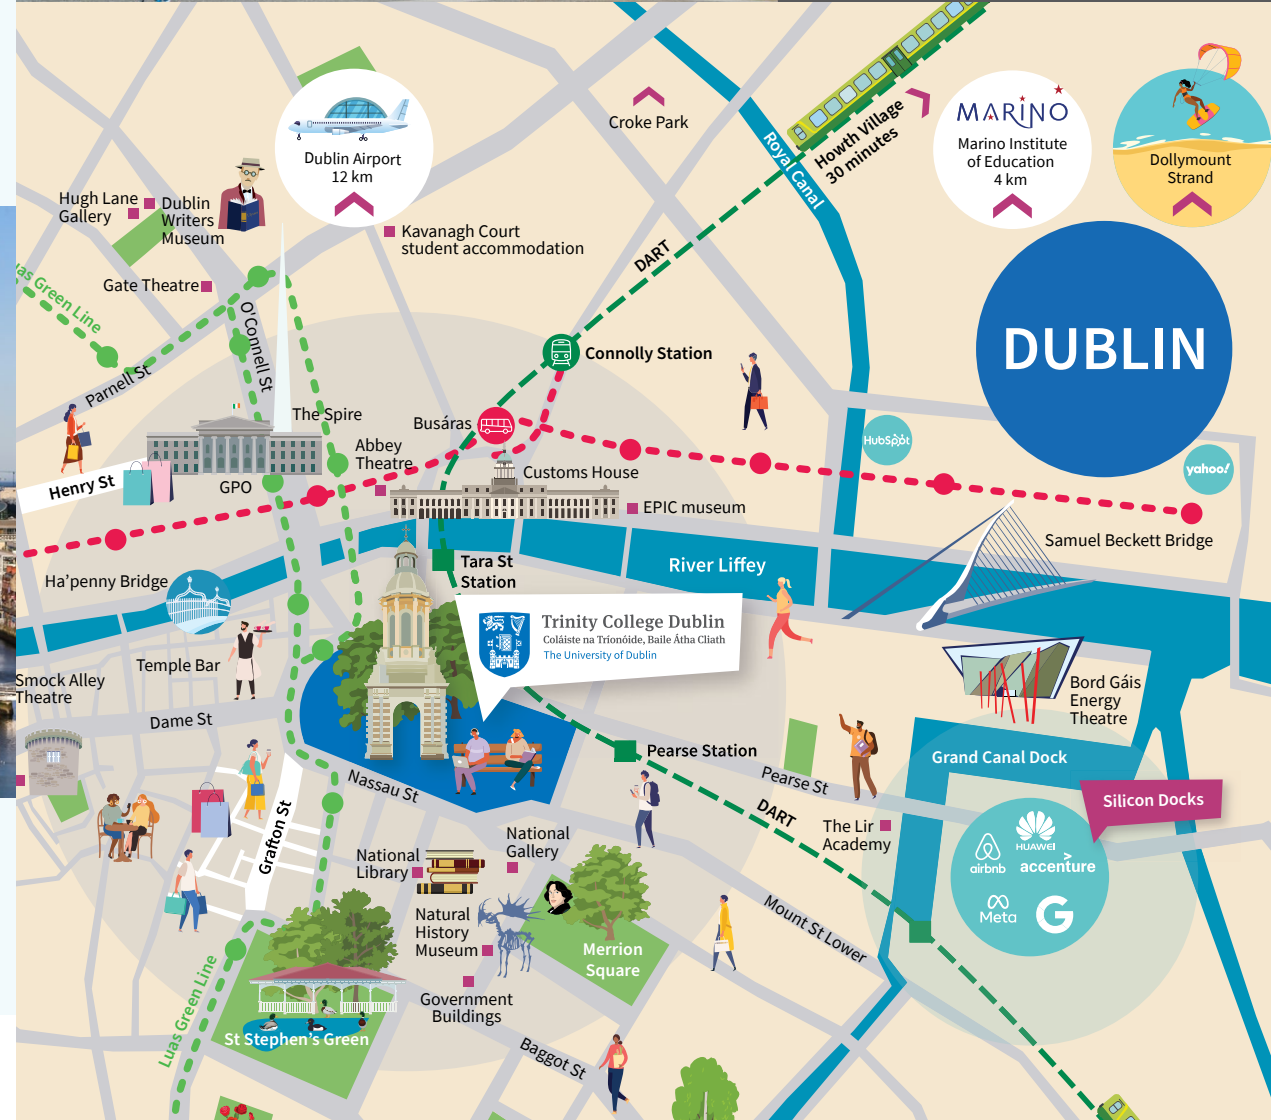 Dublin Airport
12 km
Croke Park
Howth Village
30 minutes
Royal Canal
MARINO
Marino Institute
of Education
4 km
Dollymount
Strand
Hugh Lane
Gallery
Dublin
Writers
Museum
Kavanagh Court
student accommodation
DART
Gate Theatre
Luas Green Line
O'Connell St
Parnell St
DUBLIN
Connolly Station
The Spire
Busáras
Abbey
Theatre
HubSpot
yahoo!
Henry St
GPO
Customs House
EPIC museum
Samuel Beckett Bridge
River Liffey
Tara St
Station
Ha'penny Bridge
Trinity College Dublin
Coláiste na Tríonóide, Baile Átha Cliath
The University of Dublin
Temple Bar
Smock Alley
Theatre
Dame St
Bord Gáis
Energy
Theatre
Pearse Station
Grand Canal Dock
Nassau St
Pearse St
Silicon Docks
DART
Grafton St
The Lir
Academy
HUAWEI
airbnb
accenture
Meta
G
National
Gallery
National
Library
Natural
History
Museum
Mount St Lower
Merrion
Square
Government
Buildings
Luas Green Line
St Stephen's Green
Baggot St